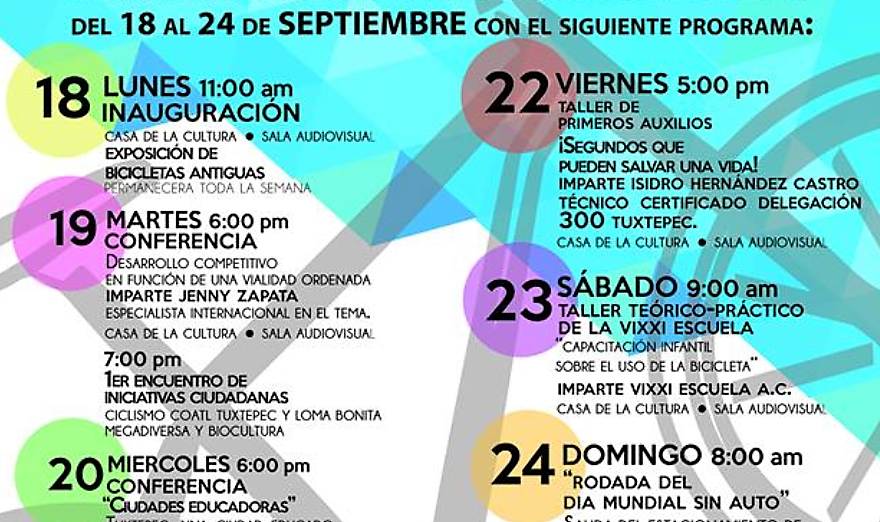 DEL 18 AL 24 DE SEPTIEMBRE CON EL SIGUIENTE PROGRAMA:
18 LUNES 11:00 am
INAUGURACIÓN
CASA DE LA CULTURA • SALA AUDIOVISUAL
EXPOSICIÓN DE
BICICLETAS ANTIGUAS
PERMANECERA TODA LA SEMANA
19 MARTES 6:00 pm
CONFERENCIA
DESARROLLO COMPETITIVO
EN FUNCIÓN DE UNA VIALIDAD ORDENADA
IMPARTE JENNY ZAPATA
ESPECIALISTA INTERNACIONAL EN EL TEMA.
CASA DE LA CULTURA • SALA AUDIOVISUAL
7:00 pm
1ER ENCUENTRO DE
INICIATIVAS CIUDADANAS
CICLISMO COATL TUXTEPEC Y LOMA BONITA
MEGADIVERSA Y BIOCULTURA
20 MIERCOLES 6:00 pm
CONFERENCIA
"CIUDADES EDUCADORAS"
TUXTEPEC UNA CIUDAD
22 VIERNES 5:00 pm
TALLER DE
PRIMEROS AUXILIOS
¡SEGUNDOS QUE
PUEDEN SALVAR UNA VIDA!
IMPARTE ISIDRO HERNÁNDEZ CASTRO
TÉCNICO CERTIFICADO DELEGACIÓN
300 TUXTEPEC.
CASA DE LA CULTURA • SALA AUDIOVISUAL
23 SÁBADO 9:00 am
TALLER TEÓRICO-PRÁCTICO
DE LA VIXXI ESCUELA
"CAPACITACIÓN INFANTIL
SOBRE EL USO DE LA BICICLETA"
IMPARTE VIXXI ESCUELA A.C.
CASA DE LA CULTURA • SALA AUDIOVISUAL
24 DOMINGO 8:00 am
"RODADA DEL
DIA MUNDIAL SIN AUTO"
SALIDA DEL ESTACIONAMIENTO DE